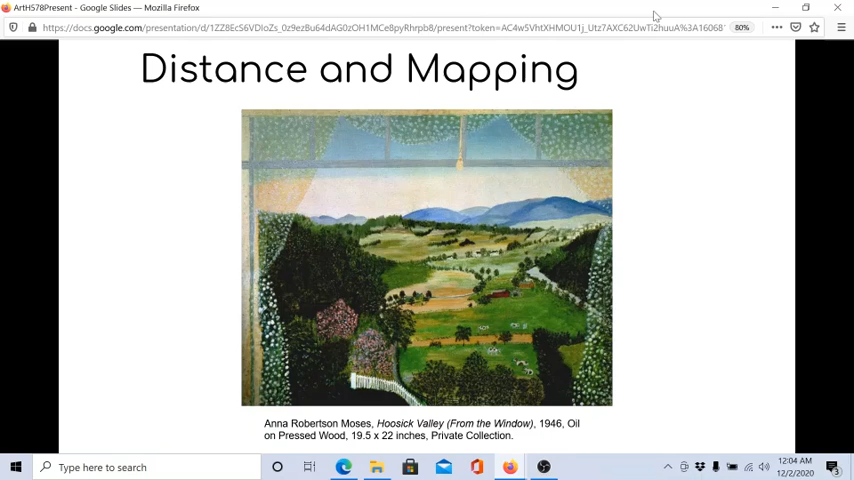 ArtH578Present - Google Slides — Mozilla Firefox
80%
Distance and Mapping
Anna Robertson Moses, Hoosick Valley (From the Window), 1946, Oil
on Pressed Wood, 19.5 x 22 inches, Private Collection.
Type here to search
12:04 AM
12/2/2020
3